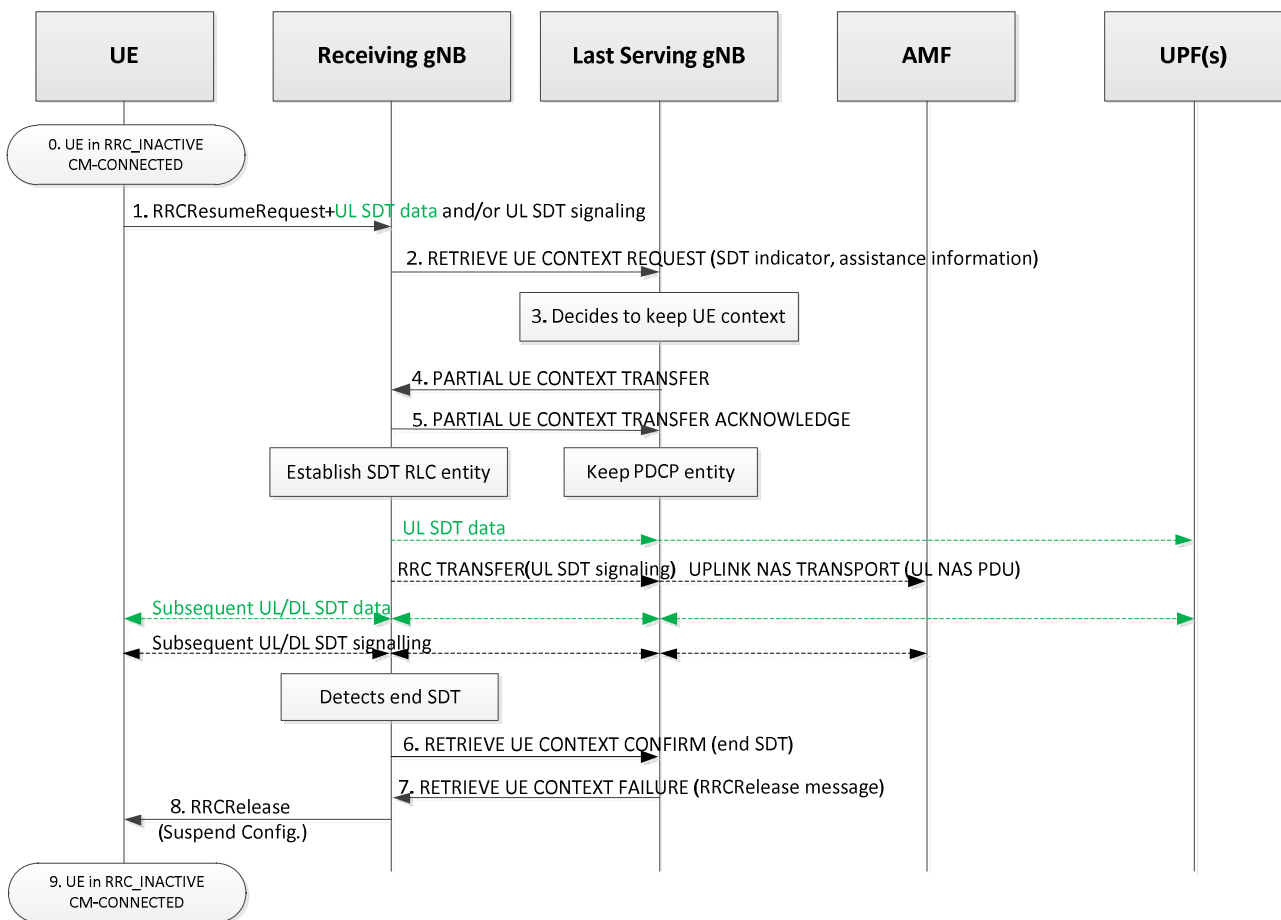 UE
Receiving gNB
Last Serving gNB
AMF
UPF(s)
0. UE in RRC_INACTIVE
CM-CONNECTED
1. RRCResumeRequest+UL SDT data and/or UL SDT signaling
2. RETRIEVE UE CONTEXT REQUEST (SDT indicator, assistance information)
3. Decides to keep UE context
4. PARTIAL UE CONTEXT TRANSFER
5. PARTIAL UE CONTEXT TRANSFER ACKNOWLEDGE
Establish SDT RLC entity
Keep PDCP entity
UL SDT data
RRC TRANSFER(UL SDT signaling)
UPLINK NAS TRANSPORT (UL NAS PDU)
Subsequent UL/DL SDT data
Subsequent UL/DL SDT signalling
Detects end SDT
6. RETRIEVE UE CONTEXT CONFIRM (end SDT)
7. RETRIEVE UE CONTEXT FAILURE (RRCRelease message)
8. RRCRelease
(Suspend Config.)
9. UE in RRC_INACTIVE
CM-CONNECTED